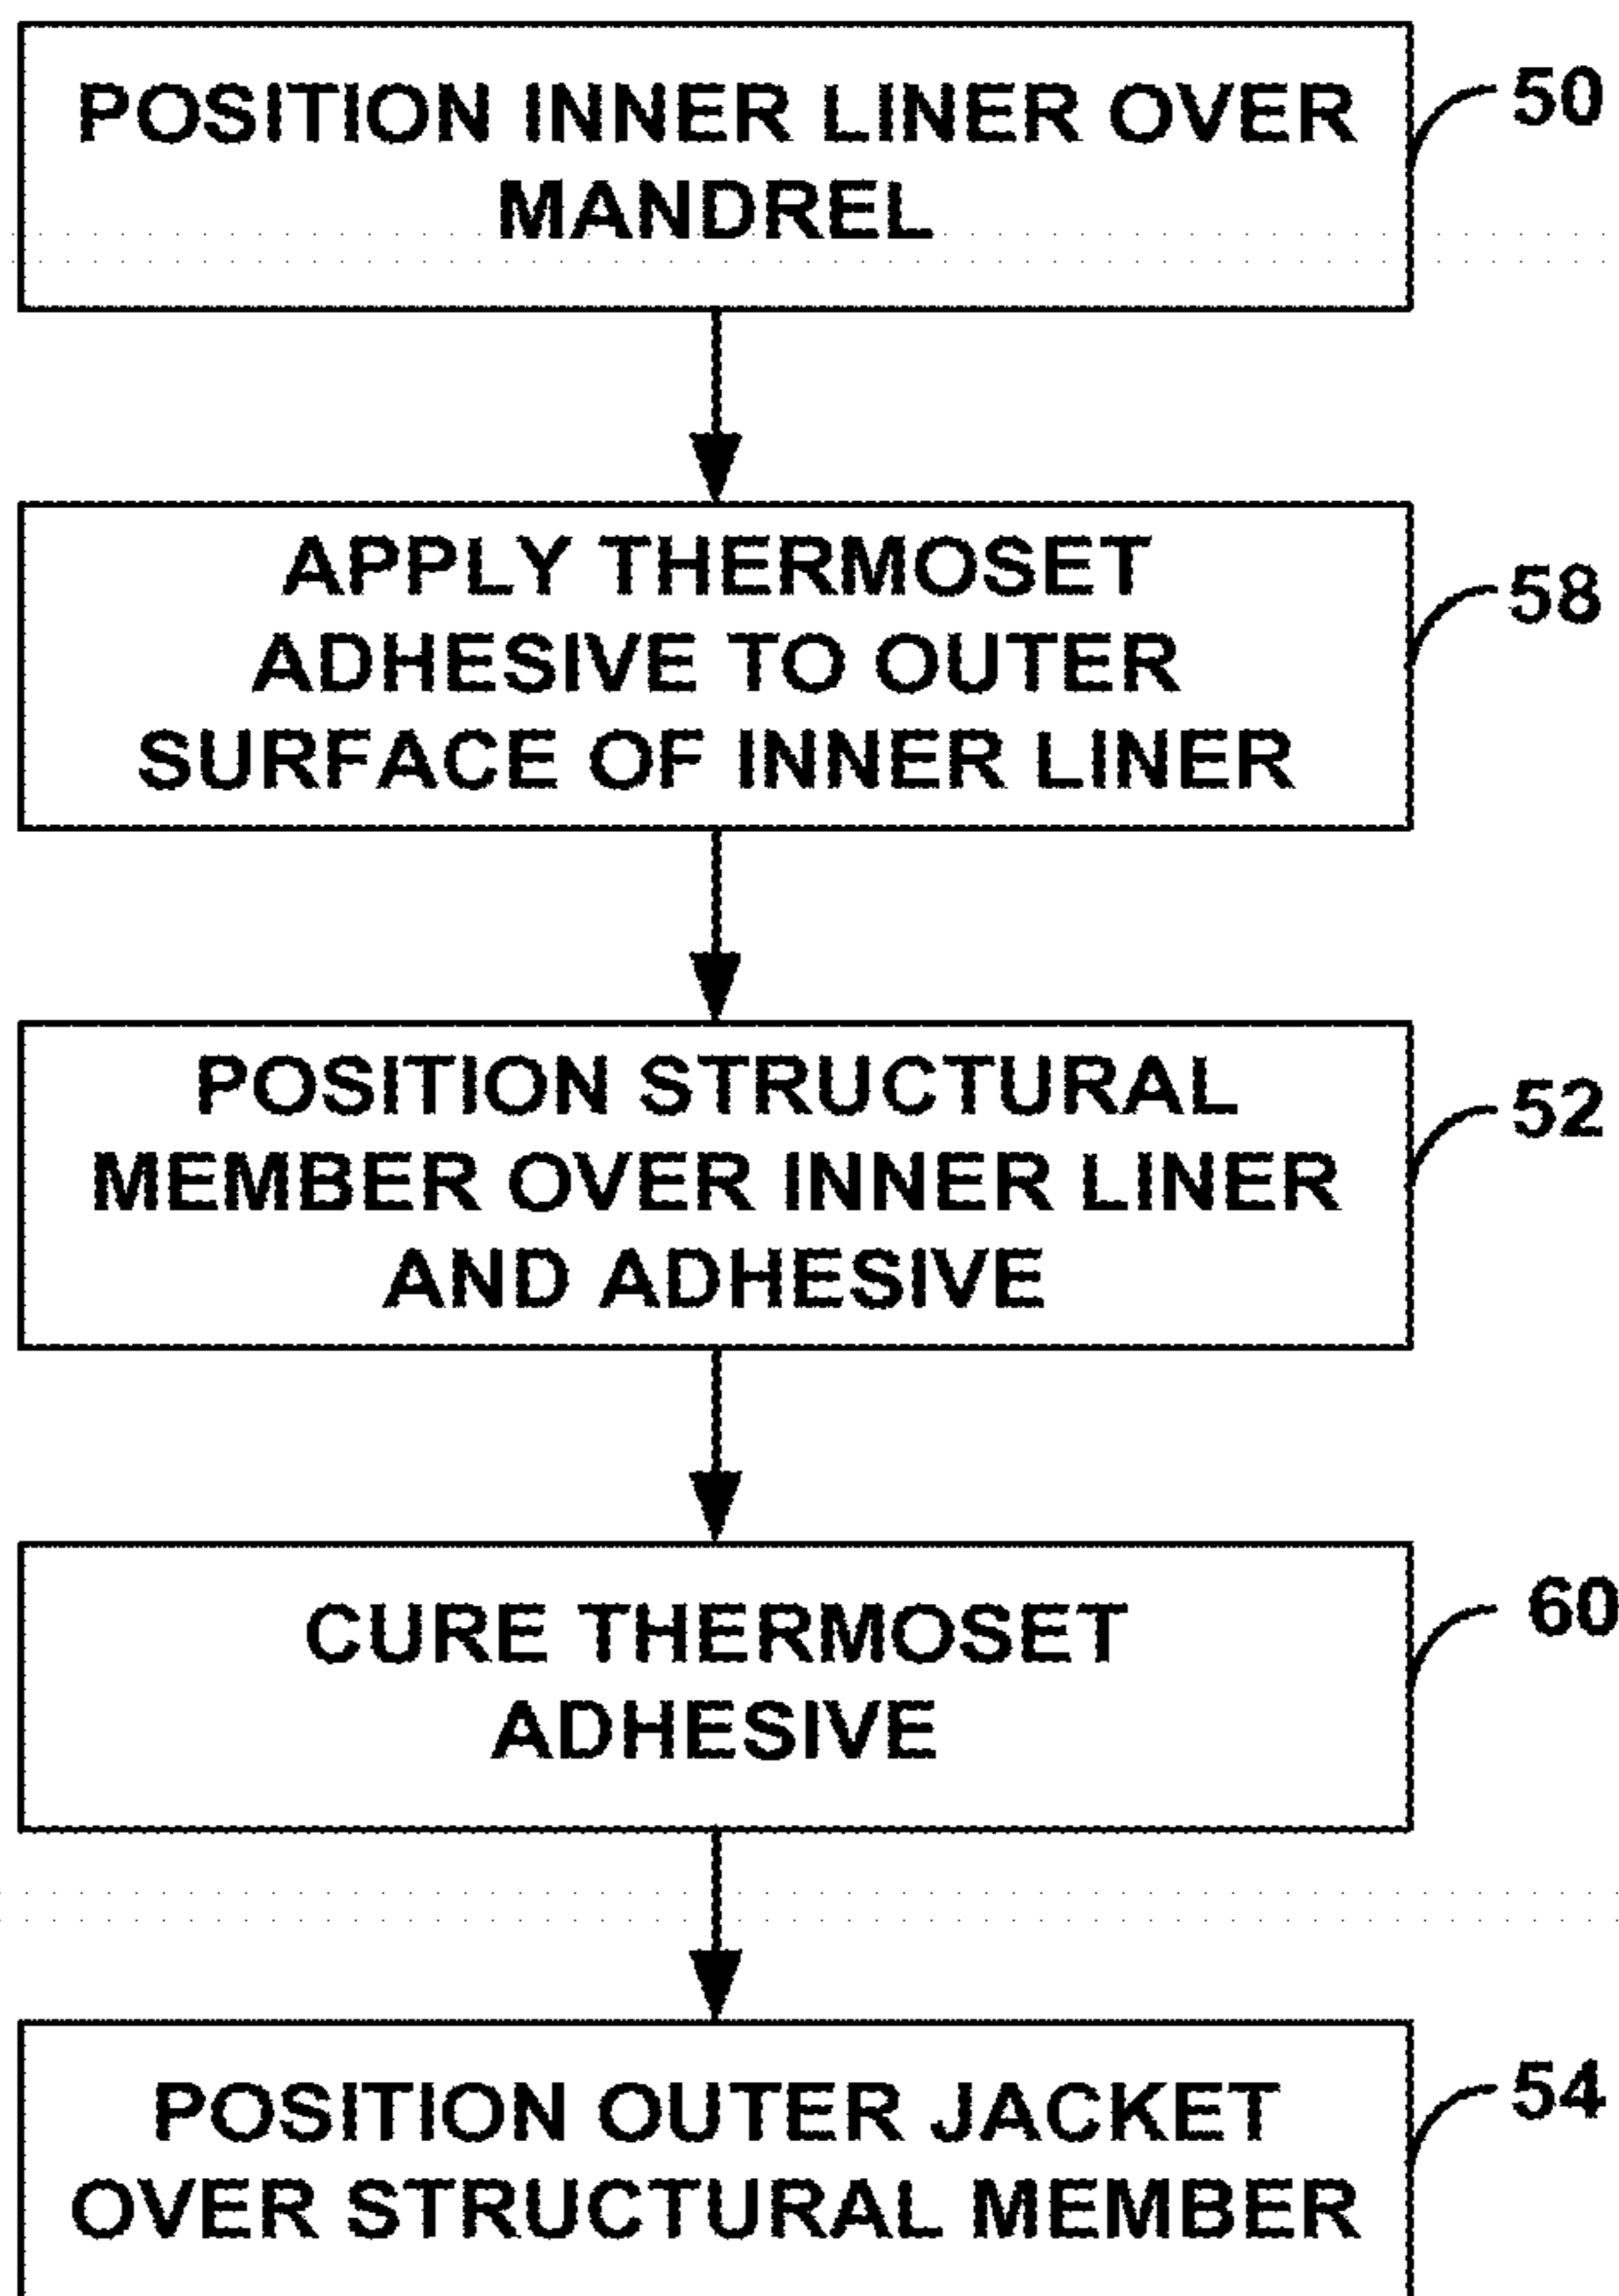 POSITION INNER LINER OVER
MANDREL
50
APPLY THERMOSET
ADHESIVE TO OUTER
SURFACE OF INNER LINER
58
POSITION STRUCTURAL
MEMBER OVER INNER LINER
AND ADHESIVE
52
CURE THERMOSET
ADHESIVE
60
POSITION OUTER JACKET
OVER STRUCTURAL MEMBER
54